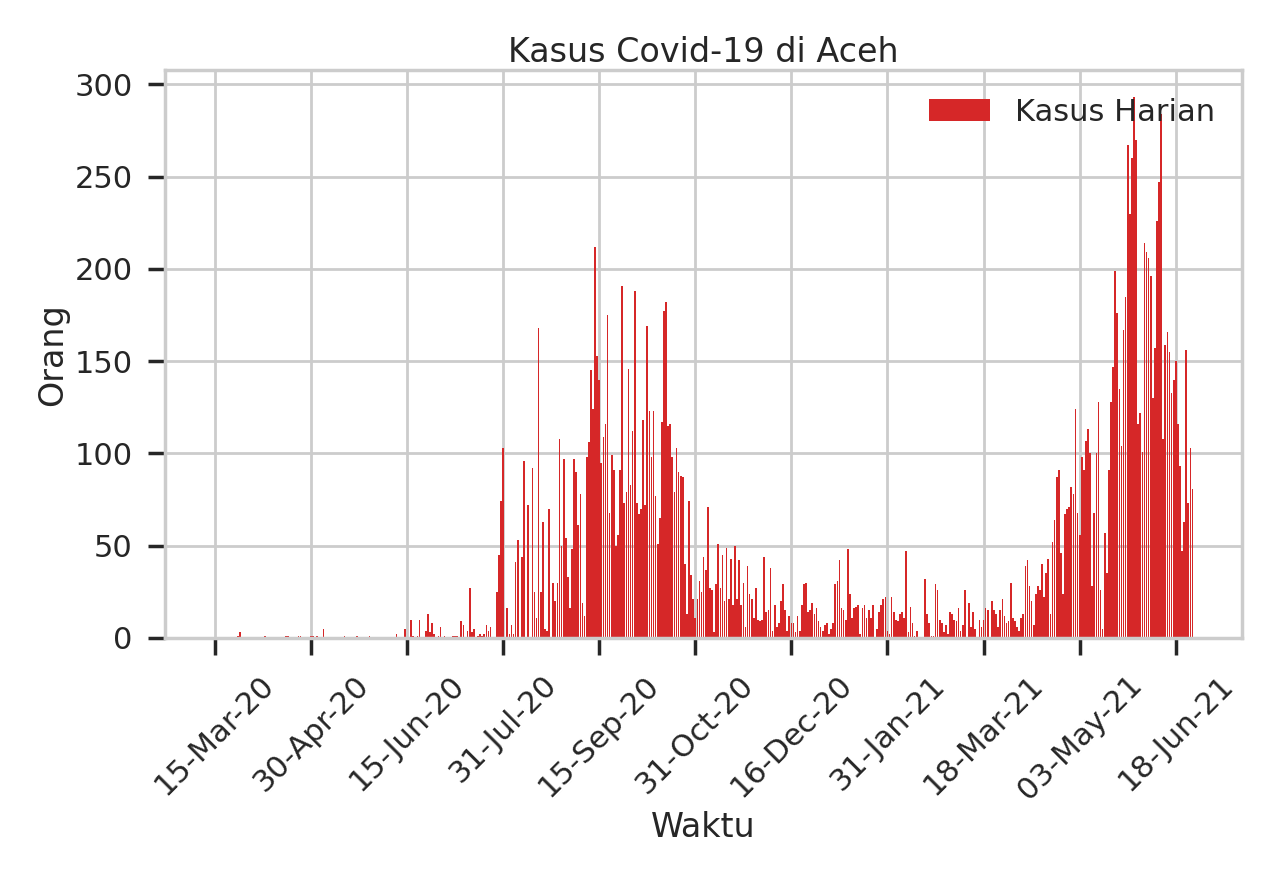 Kasus Covid-19 di Aceh
Kasus Harian
300
250
200
150
100
50
0
Orang
15-Mar-20
30-Apr-20
15-Jun-20
31-Jul-20
15-Sep-20
31-Oct-20
16-Dec-20
31-Jan-21
18-Mar-21
03-May-21
18-Jun-21
Waktu